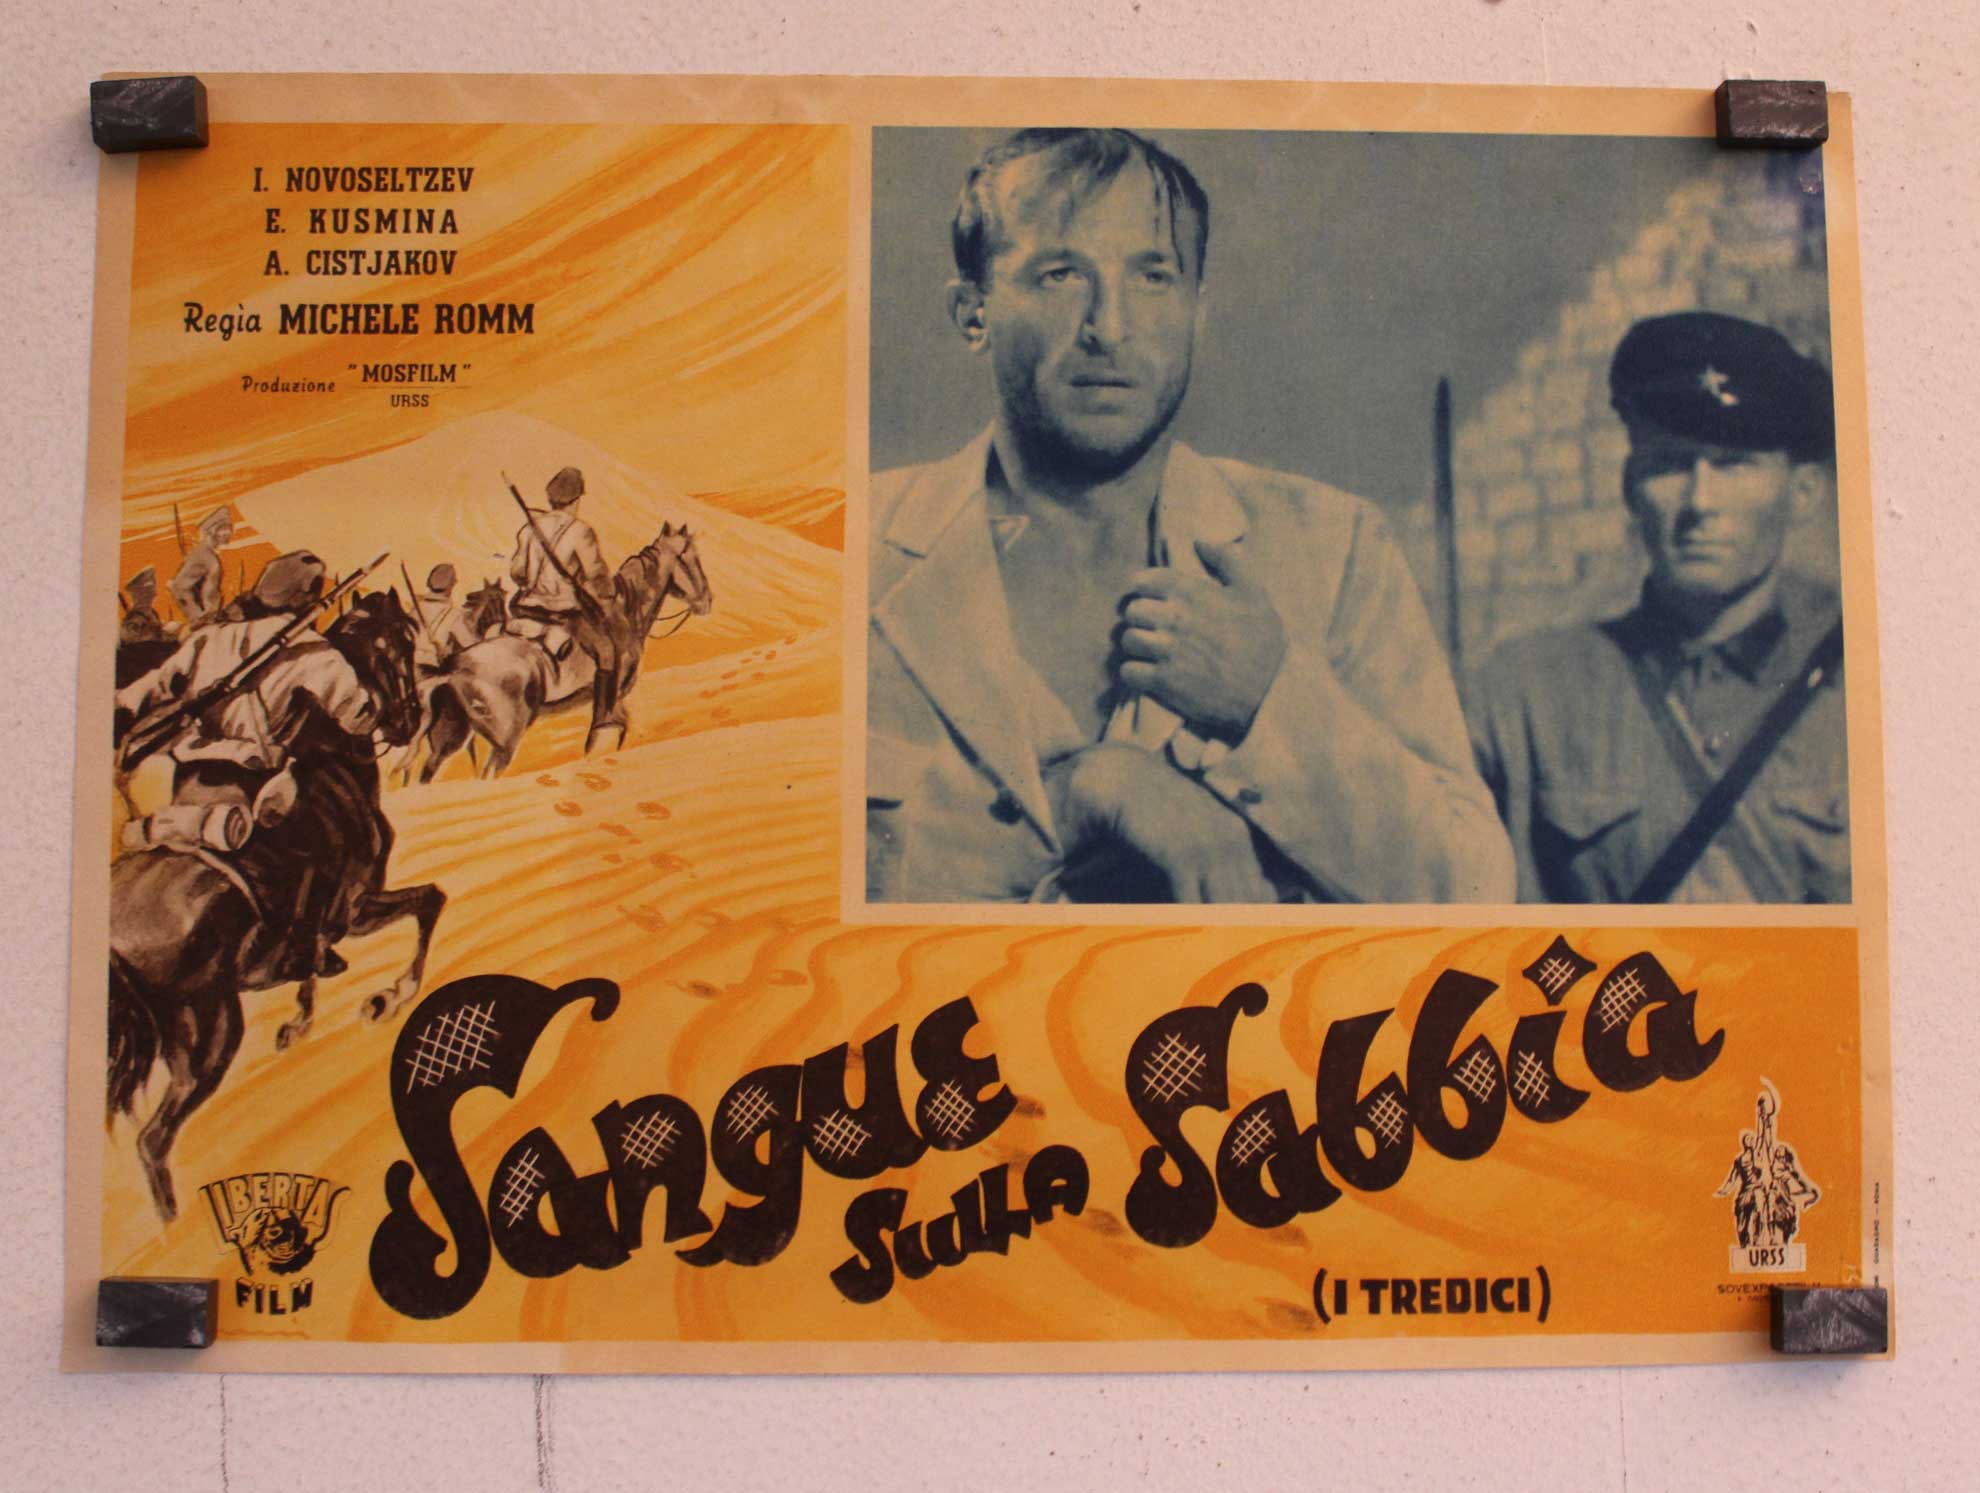 I. NOVOSELTZEV
E. KUSMINA
A. CISTJAKOV
Regìa MICHELE ROMM
Produzione "MOSFILM"
URSS
Sangue sulla Sabbia
(I TREDICI)
LIBERTAS
FILM
URSS